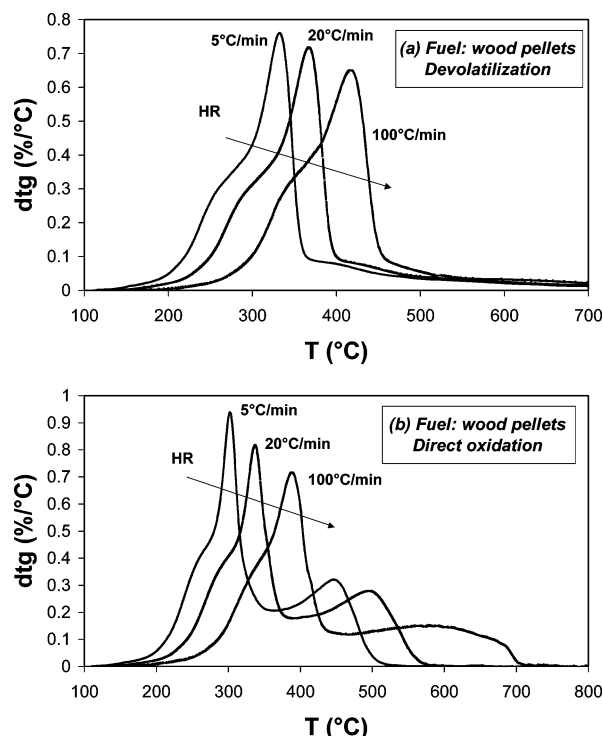 0.8
0.7
0.6
0.5
0.4
0.3
0.2
0.1
0
dtg (%/°C)
5°C/min
20°C/min
100°C/min
HR
(a) Fuel: wood pellets
Devolatilization
100 200 300 400 500 600 700
T (°C)
1
0.9
0.8
0.7
0.6
0.5
0.4
0.3
0.2
0.1
0
dtg (%/°C)
5°C/min
20°C/min
100°C/min
HR
(b) Fuel: wood pellets
Direct oxidation
100 200 300 400 500 600 700 800
T (°C)